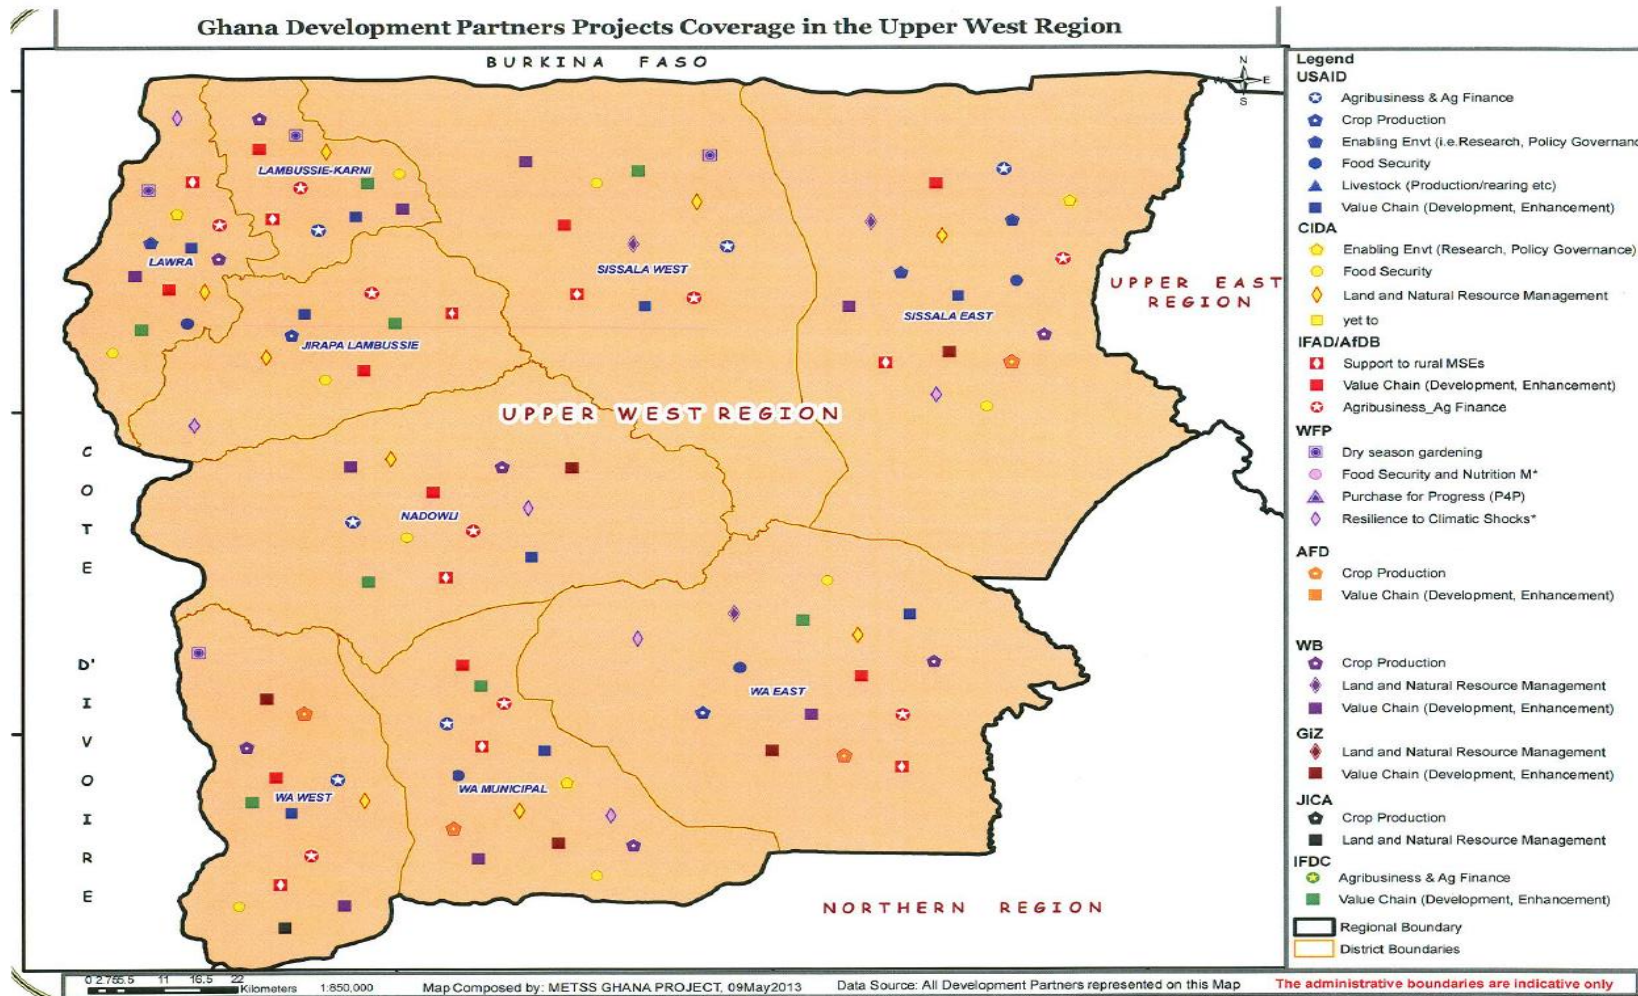 Ghana Development Partners Projects Coverage in the Upper West Region
BURKINA FASO
N
W E
S
LAMBUSSIE-KARNI
LAWRA
SISSALA WEST
UPPER EAST
REGION
SISSALA EAST
JIRAPA LAMBUSSIE
UPPER WEST REGION
NADOWLI
COTE D'IVOIRE
WA EAST
WA WEST
WA MUNICIPAL
NORTHERN REGION
Legend
USAID
Agribusiness & Ag Finance
Crop Production
Enabling Envt (i.e.Research, Policy Governanc
Food Security
Livestock (Production/rearing etc)
Value Chain (Development, Enhancement)
CIDA
Enabling Envt (Research, Policy Governance)
Food Security
Land and Natural Resource Management
yet to
IFAD/AfDB
Support to rural MSEs
Value Chain (Development, Enhancement)
Agribusiness_Ag Finance
WFP
Dry season gardening
Food Security and Nutrition M*
Purchase for Progress (P4P)
Resilience to Climatic Shocks*
AFD
Crop Production
Value Chain (Development, Enhancement)
WB
Crop Production
Land and Natural Resource Management
Value Chain (Development, Enhancement)
GiZ
Land and Natural Resource Management
Value Chain (Development, Enhancement)
JICA
Crop Production
Land and Natural Resource Management
IFDC
Agribusiness & Ag Finance
Value Chain (Development, Enhancement)
Regional Boundary
District Boundaries
0 2.755.5 11 16.5 22
Kilometers
1:850,000
Map Composed by: METSS GHANA PROJECT, 09May2013
Data Source: All Development Partners represented on this Map
The administrative boundaries are indicative only